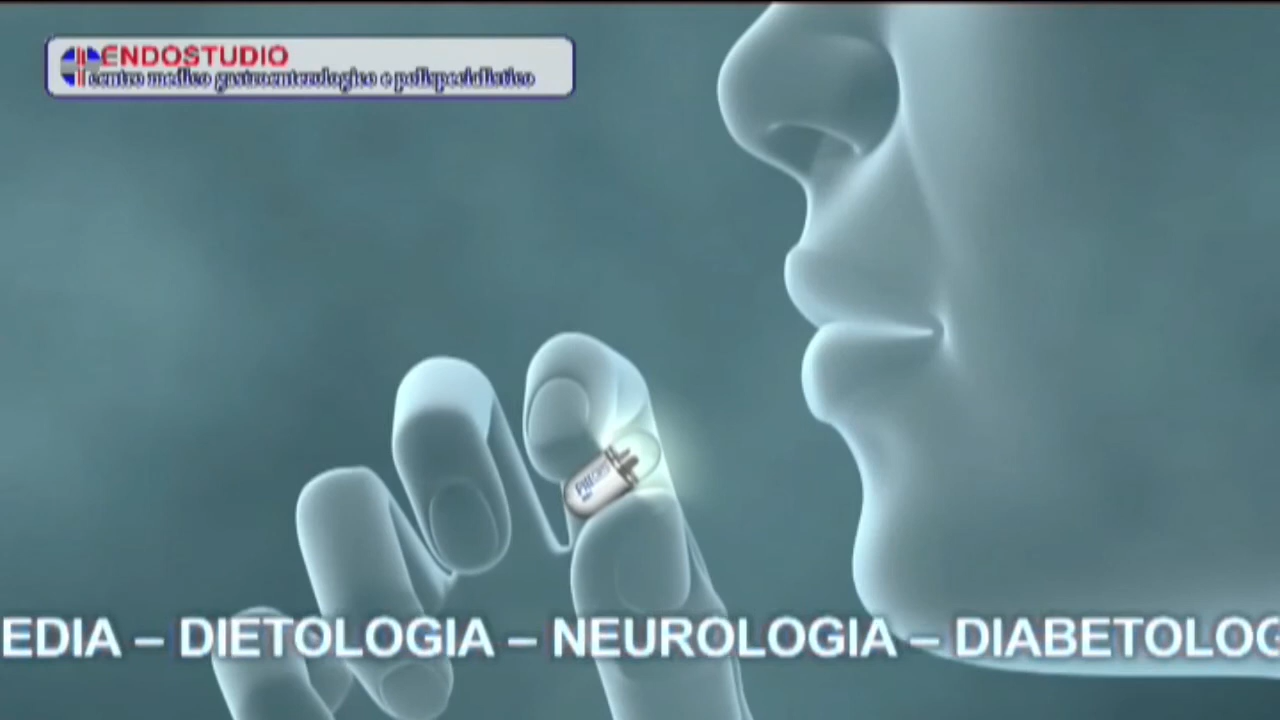 ENDOSTUDIO
centro medico gastroenterologico e polispecialistico
EDIA – DIETOLOGIA – NEUROLOGIA – DIABETOLOG